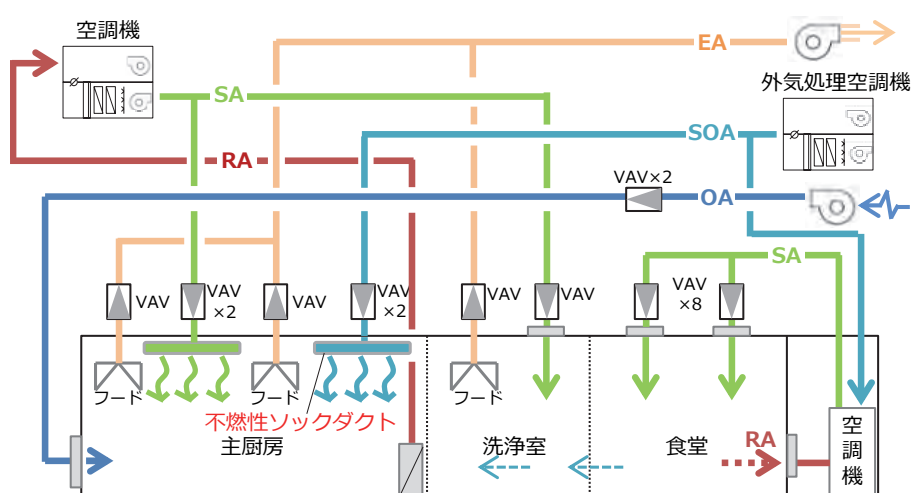 空調機
EA
外気処理空調機
SA
SOA
RA
VAV×2
OA
SA
VAV
VAV
×2
VAV
VAV
×2
VAV
VAV
VAV
×8
フード
フード
フード
不燃性ソックダクト
主厨房
洗浄室
食堂
RA
空
調
機